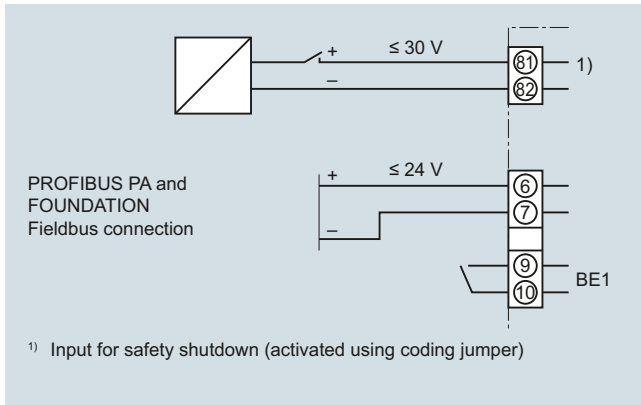 + ≤ 30 V 81 1)
– 82
PROFIBUS PA and
FOUNDATION
Fieldbus connection
+ ≤ 24 V 6
– 7
9
10
BE1
1) Input for safety shutdown (activated using coding jumper)